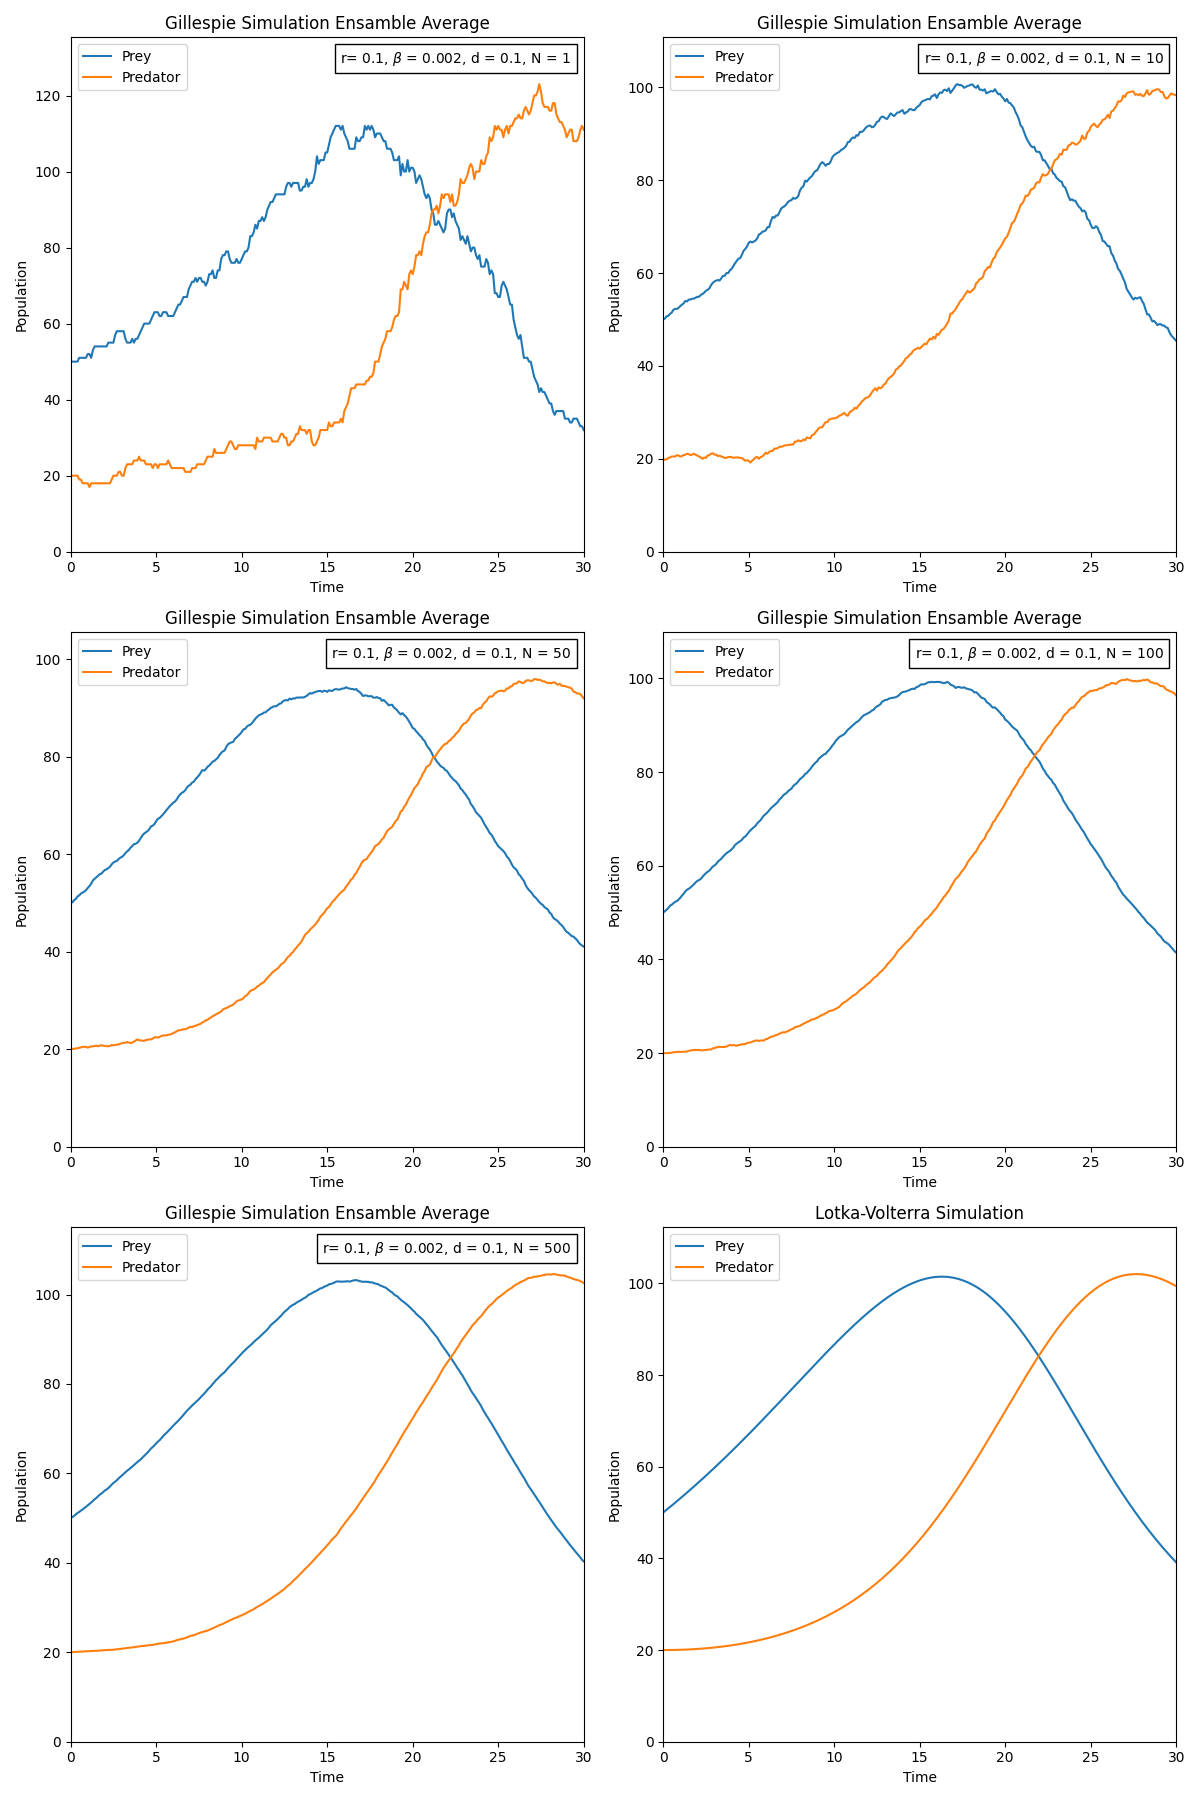 Gillespie Simulation Ensamble Average
Prey
Predator
r= 0.1, β = 0.002, d = 0.1, N = 1
Population
120
100
80
60
40
20
0
0 5 10 15 20 25 30
Time
Gillespie Simulation Ensamble Average
Prey
Predator
r= 0.1, β = 0.002, d = 0.1, N = 10
Population
100
80
60
40
20
0
0 5 10 15 20 25 30
Time
Gillespie Simulation Ensamble Average
Prey
Predator
r= 0.1, β = 0.002, d = 0.1, N = 50
Population
100
80
60
40
20
0
0 5 10 15 20 25 30
Time
Gillespie Simulation Ensamble Average
Prey
Predator
r= 0.1, β = 0.002, d = 0.1, N = 100
Population
100
80
60
40
20
0
0 5 10 15 20 25 30
Time
Gillespie Simulation Ensamble Average
Prey
Predator
r= 0.1, β = 0.002, d = 0.1, N = 500
Population
100
80
60
40
20
0
0 5 10 15 20 25 30
Time
Lotka-Volterra Simulation
Prey
Predator
Population
100
80
60
40
20
0
0 5 10 15 20 25 30
Time